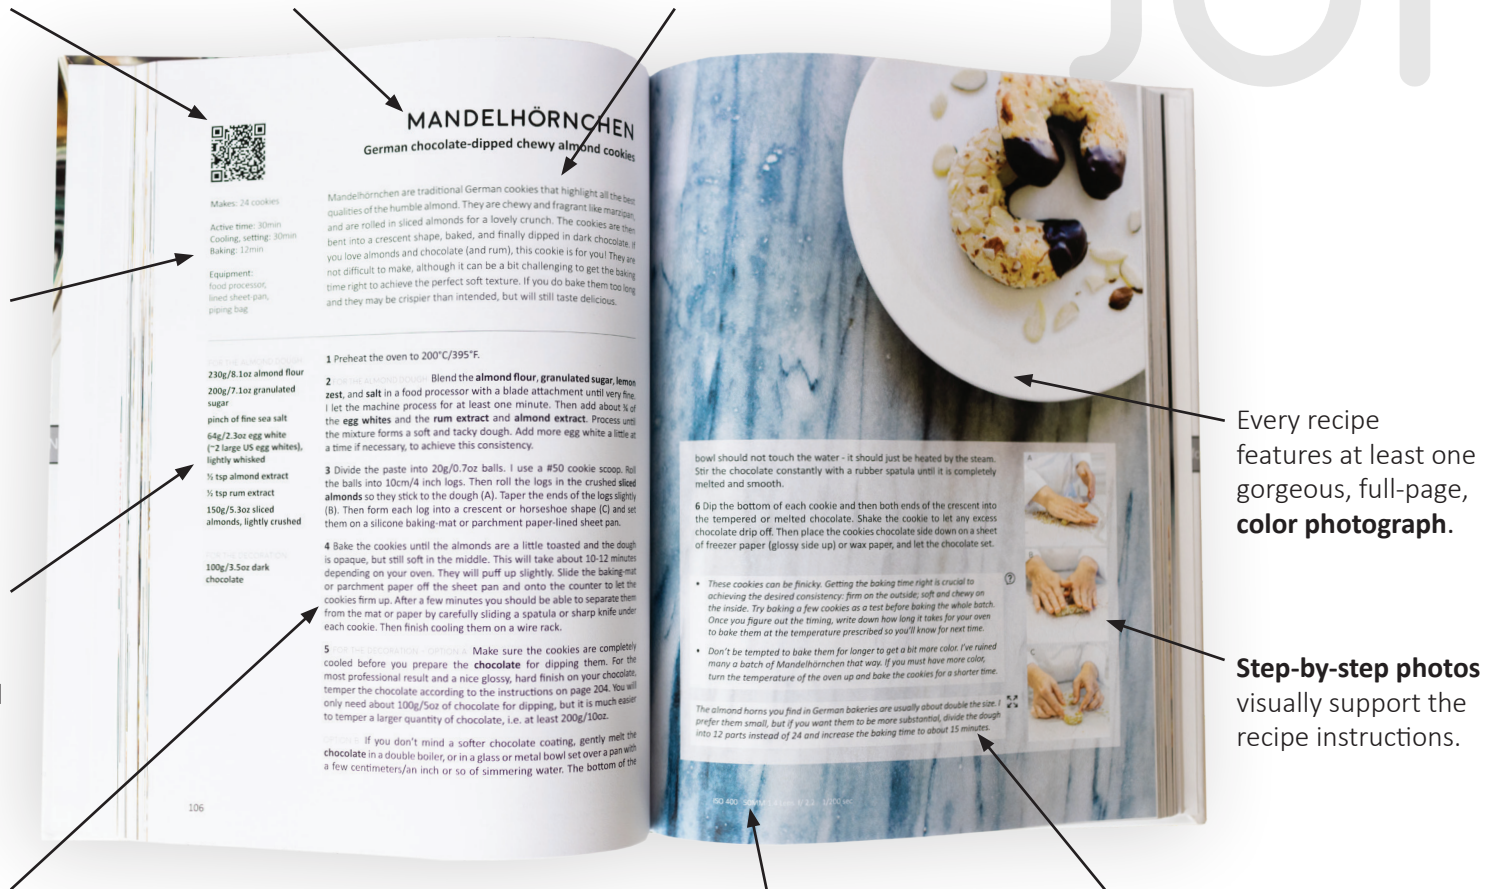 JOY
MANDELHÖRNCHEN
German chocolate-dipped chewy almond cookies
Makes: 24 cookies
Active time: 30min
Cooling, setting: 30min
Baking: 12min
Equipment:
food processor,
lined sheet-pan,
piping bag
Mandelhörnchen are traditional German cookies that highlight all the best
qualities of the humble almond. They are chewy and fragrant like marzipan,
and are rolled in sliced almonds for a lovely crunch. The cookies are then
bent into a crescent shape, baked, and finally dipped in dark chocolate. If
you love almonds and chocolate (and rum), this cookie is for you! They are
not difficult to make, although it can be a bit challenging to get the baking
time right to achieve the perfect soft texture. If you do bake them too long
and they may be crispier than intended, but will still taste delicious.
FOR THE ALMOND DOUGH
230g/8.1oz almond flour
200g/7.1oz granulated
sugar
pinch of fine sea salt
64g/2.3oz egg white
(~2 large US egg whites),
lightly whisked
½ tsp almond extract
½ tsp rum extract
150g/5.3oz sliced
almonds, lightly crushed
FOR THE DECORATION
100g/3.5oz dark
chocolate
1 Preheat the oven to 200°C/395°F.
2 FOR THE ALMOND DOUGH Blend the almond flour, granulated sugar, lemon
zest, and salt in a food processor with a blade attachment until very fine.
I let the machine process for at least one minute. Then add about ¾ of
the egg whites and the rum extract and almond extract. Process until
the mixture forms a soft and tacky dough. Add more egg white a little at
a time if necessary, to achieve this consistency.
3 Divide the paste into 20g/0.7oz balls. I use a #50 cookie scoop. Roll
the balls into 10cm/4 inch logs. Then roll the logs in the crushed sliced
almonds so they stick to the dough (A). Taper the ends of the logs slightly
(B). Then form each log into a crescent or horseshoe shape (C) and set
them on a silicone baking-mat or parchment paper-lined sheet pan.
4 Bake the cookies until the almonds are a little toasted and the dough
is opaque, but still soft in the middle. This will take about 10-12 minutes
depending on your oven. They will puff up slightly. Slide the baking-mat
or parchment paper off the sheet pan and onto the counter to let the
cookies firm up. After a few minutes you should be able to separate them
from the mat or paper by carefully sliding a spatula or sharp knife under
each cookie. Then finish cooling them on a wire rack.
5 FOR THE DECORATION - OPTION A Make sure the cookies are completely
cooled before you prepare the chocolate for dipping them. For the
most professional result and a nice glossy, hard finish on your chocolate,
temper the chocolate according to the instructions on page 204. You will
only need about 100g/5oz of chocolate for dipping, but it is much easier
to temper a larger quantity of chocolate, i.e. at least 200g/10oz.
OPTION B If you don't mind a softer chocolate coating, gently melt the
chocolate in a double boiler, or in a glass or metal bowl set over a pan with
a few centimeters/an inch or so of simmering water. The bottom of the
106
bowl should not touch the water - it should just be heated by the steam.
Stir the chocolate constantly with a rubber spatula until it is completely
melted and smooth.
6 Dip the bottom of each cookie and then both ends of the crescent into
the tempered or melted chocolate. Shake the cookie to let any excess
chocolate drip off. Then place the cookies chocolate side down on a sheet
of freezer paper (glossy side up) or wax paper, and let the chocolate set.
• These cookies can be finicky. Getting the baking time right is crucial to
achieving the desired consistency: firm on the outside; soft and chewy on
the inside. Try baking a few cookies as a test before baking the whole batch.
Once you figure out the timing, write down how long it takes for your oven
to bake them at the temperature prescribed so you'll know for next time.
• Don't be tempted to bake them for longer to get a bit more color. I've ruined
many a batch of Mandelhörnchen that way. If you must have more color,
turn the temperature of the oven up and bake the cookies for a shorter time.
The almond horns you find in German bakeries are usually about double the size. I
prefer them small, but if you want them to be more substantial, divide the dough
into 12 parts instead of 24 and increase the baking time to about 15 minutes.
A
C
ISO 400 50MM f/ 2.2 1/200 sec
Every recipe
features at least one
gorgeous, full-page,
color photograph.
Step-by-step photos
visually support the
recipe instructions.